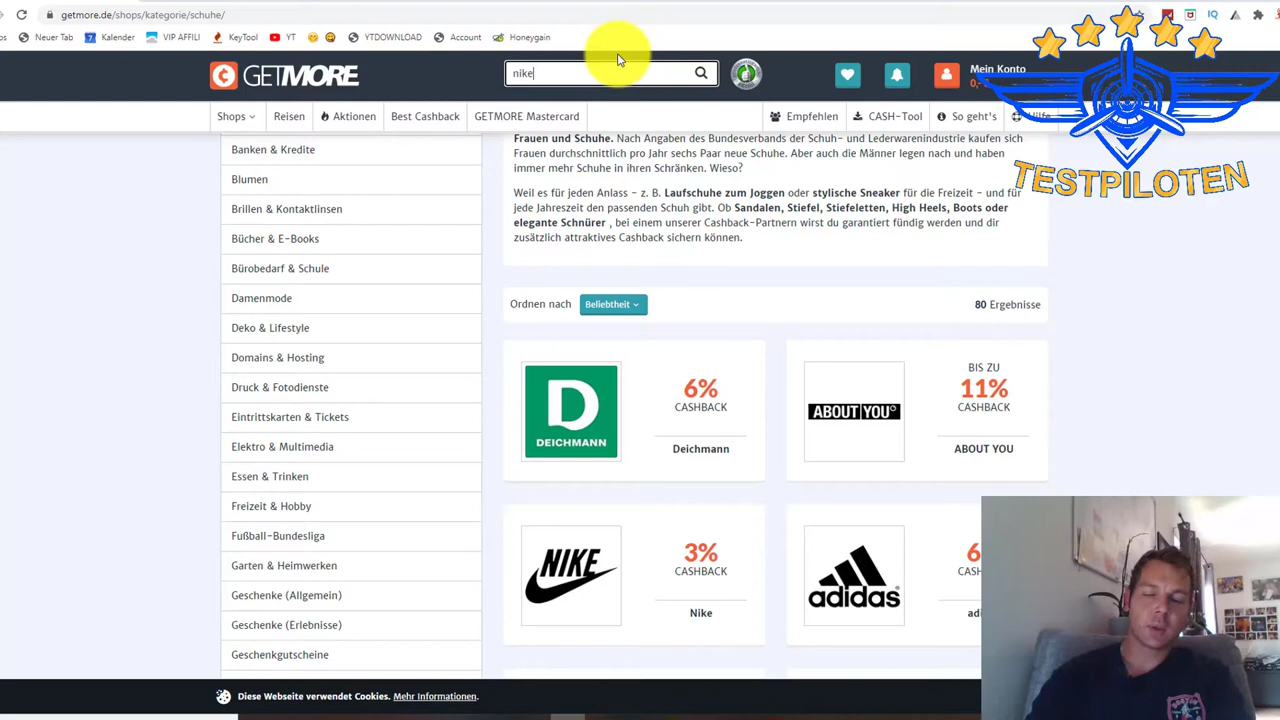 getmore.de/shops/kategorie/schuhe/
Neuer Tab
Kalender
VIP AFFILI
KeyTool
YT
YTDOWNLOAD
Account
Honeygain
GETMORE
nike
Mein Konto
Shops
Reisen
Aktionen
Best Cashback
GETMORE Mastercard
Empfehlen
CASH-Tool
So geht's
Hilfe
TESTPILOTEN
Banken & Kredite
Blumen
Brillen & Kontaktlinsen
Bücher & E-Books
Bürobedarf & Schule
Damenmode
Deko & Lifestyle
Domains & Hosting
Druck & Fotodienste
Eintrittskarten & Tickets
Elektro & Multimedia
Essen & Trinken
Freizeit & Hobby
Fußball-Bundesliga
Garten & Heimwerken
Geschenke (Allgemein)
Geschenke (Erlebnisse)
Geschenkgutscheine
Frauen und Schuhe. Nach Angaben des Bundesverbands der Schuh- und Lederwarenindustrie kaufen sich
Frauen durchschnittlich pro Jahr sechs Paar neue Schuhe. Aber auch die Männer legen nach und haben
immer mehr Schuhe in ihren Schränken. Wieso?
Weil es für jeden Anlass - z. B. Laufschuhe zum Joggen oder stylische Sneaker für die Freizeit - und für
jede Jahreszeit den passenden Schuh gibt. Ob Sandalen, Stiefel, Stiefeletten, High Heels, Boots oder
elegante Schnürer , bei einem unserer Cashback-Partnern wirst du garantiert fündig werden und dir
zusätzlich attraktives Cashback sichern können.
Ordnen nach
Beliebtheit
80 Ergebnisse
DEICHMANN
6%
CASHBACK
Deichmann
ABOUT YOU°
BIS ZU
11%
CASHBACK
ABOUT YOU
NIKE
3%
CASHBACK
Nike
adidas
6
CASH
adi
Diese Webseite verwendet Cookies. Mehr Informationen.